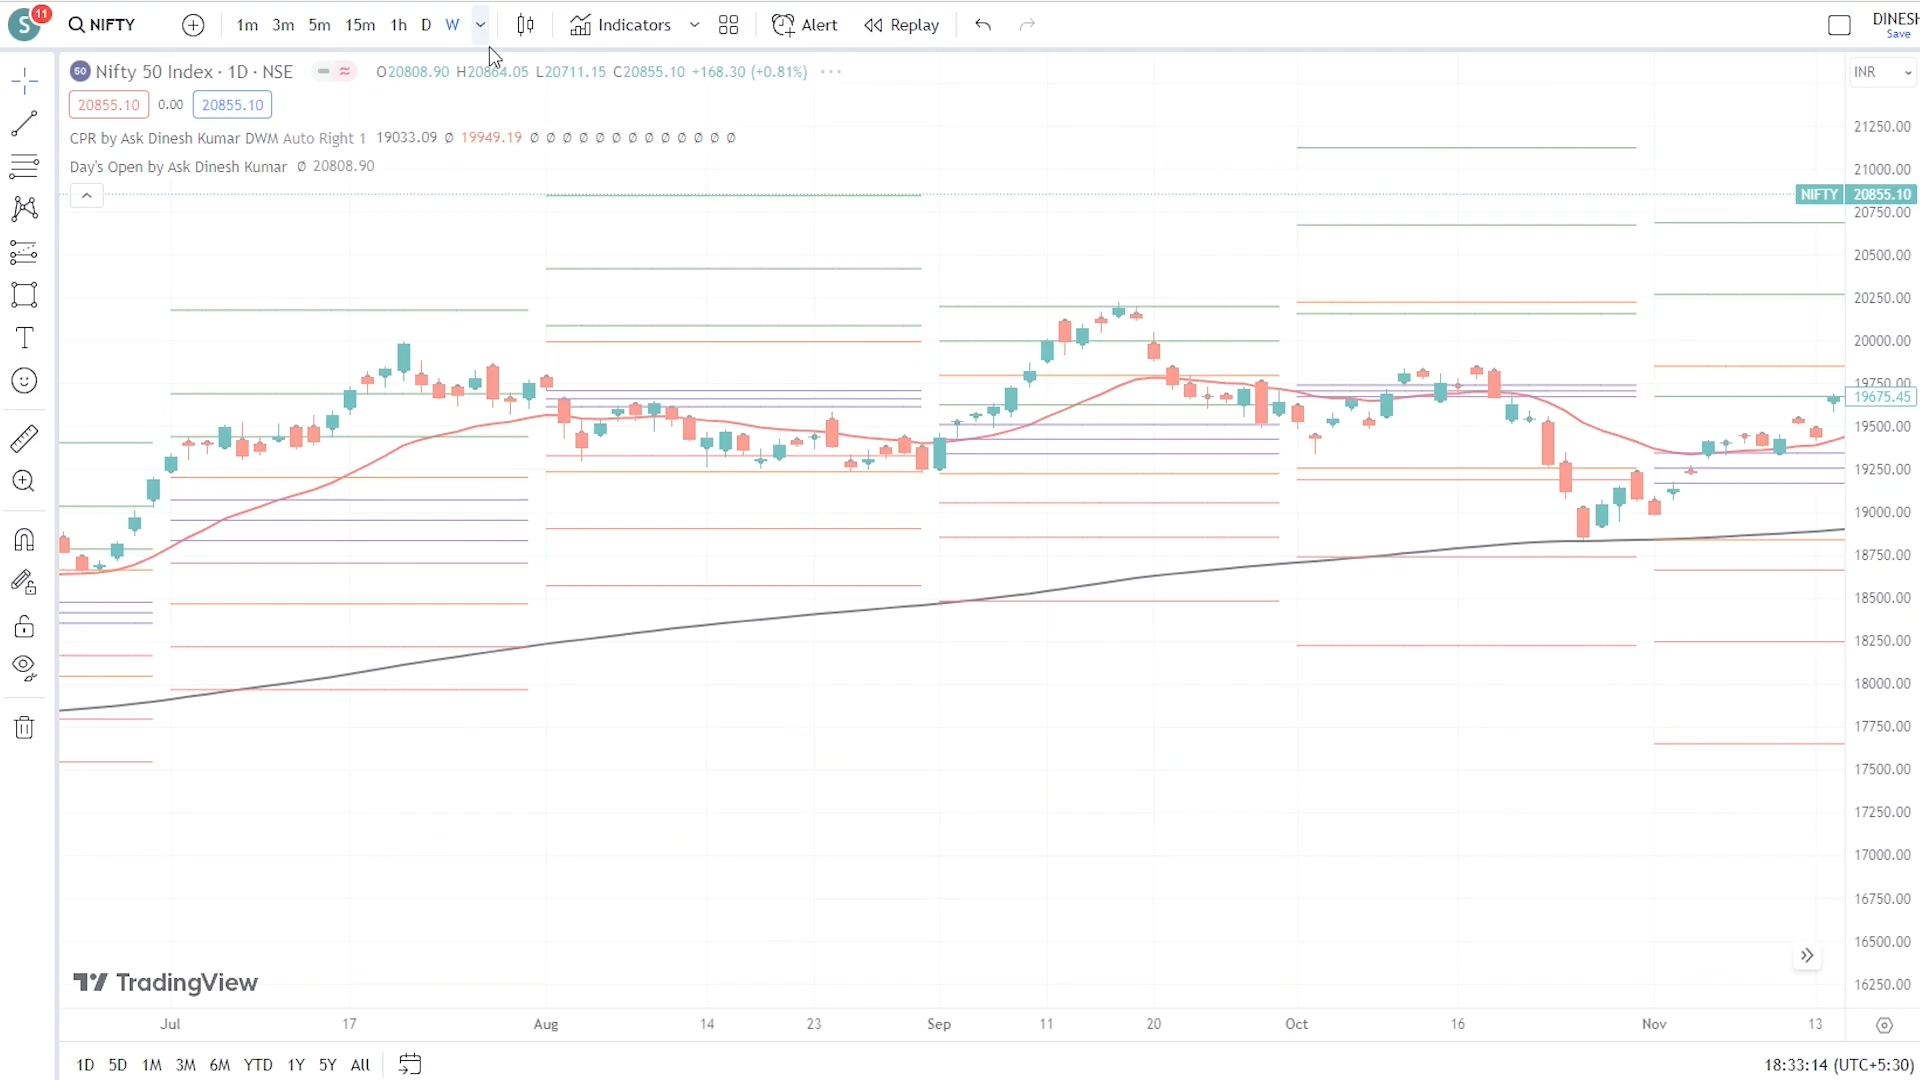 S 11 NIFTY 1m 3m 5m 15m 1h D W Indicators Alert Replay DINESH
Save
50 Nifty 50 Index · 1D · NSE O20808.90 H20864.05 L20711.15 C20855.10 +168.30 (+0.81%)
INR
20855.10 0.00 20855.10
CPR by Ask Dinesh Kumar DWM Auto Right 1 19033.09 Ø 19949.19 Ø Ø Ø Ø Ø Ø Ø Ø Ø Ø Ø Ø Ø
Day's Open by Ask Dinesh Kumar Ø 20808.90
21250.00
21000.00
NIFTY 20855.10
20750.00
20500.00
20250.00
20000.00
19750.00
19675.45
19500.00
19250.00
19000.00
18750.00
18500.00
18250.00
18000.00
17750.00
17500.00
17250.00
17000.00
16750.00
16500.00
16250.00
TradingView
Jul 17 Aug 14 23 Sep 11 20 Oct 16 Nov 13
1D 5D 1M 3M 6M YTD 1Y 5Y All 18:33:14 (UTC+5:30)